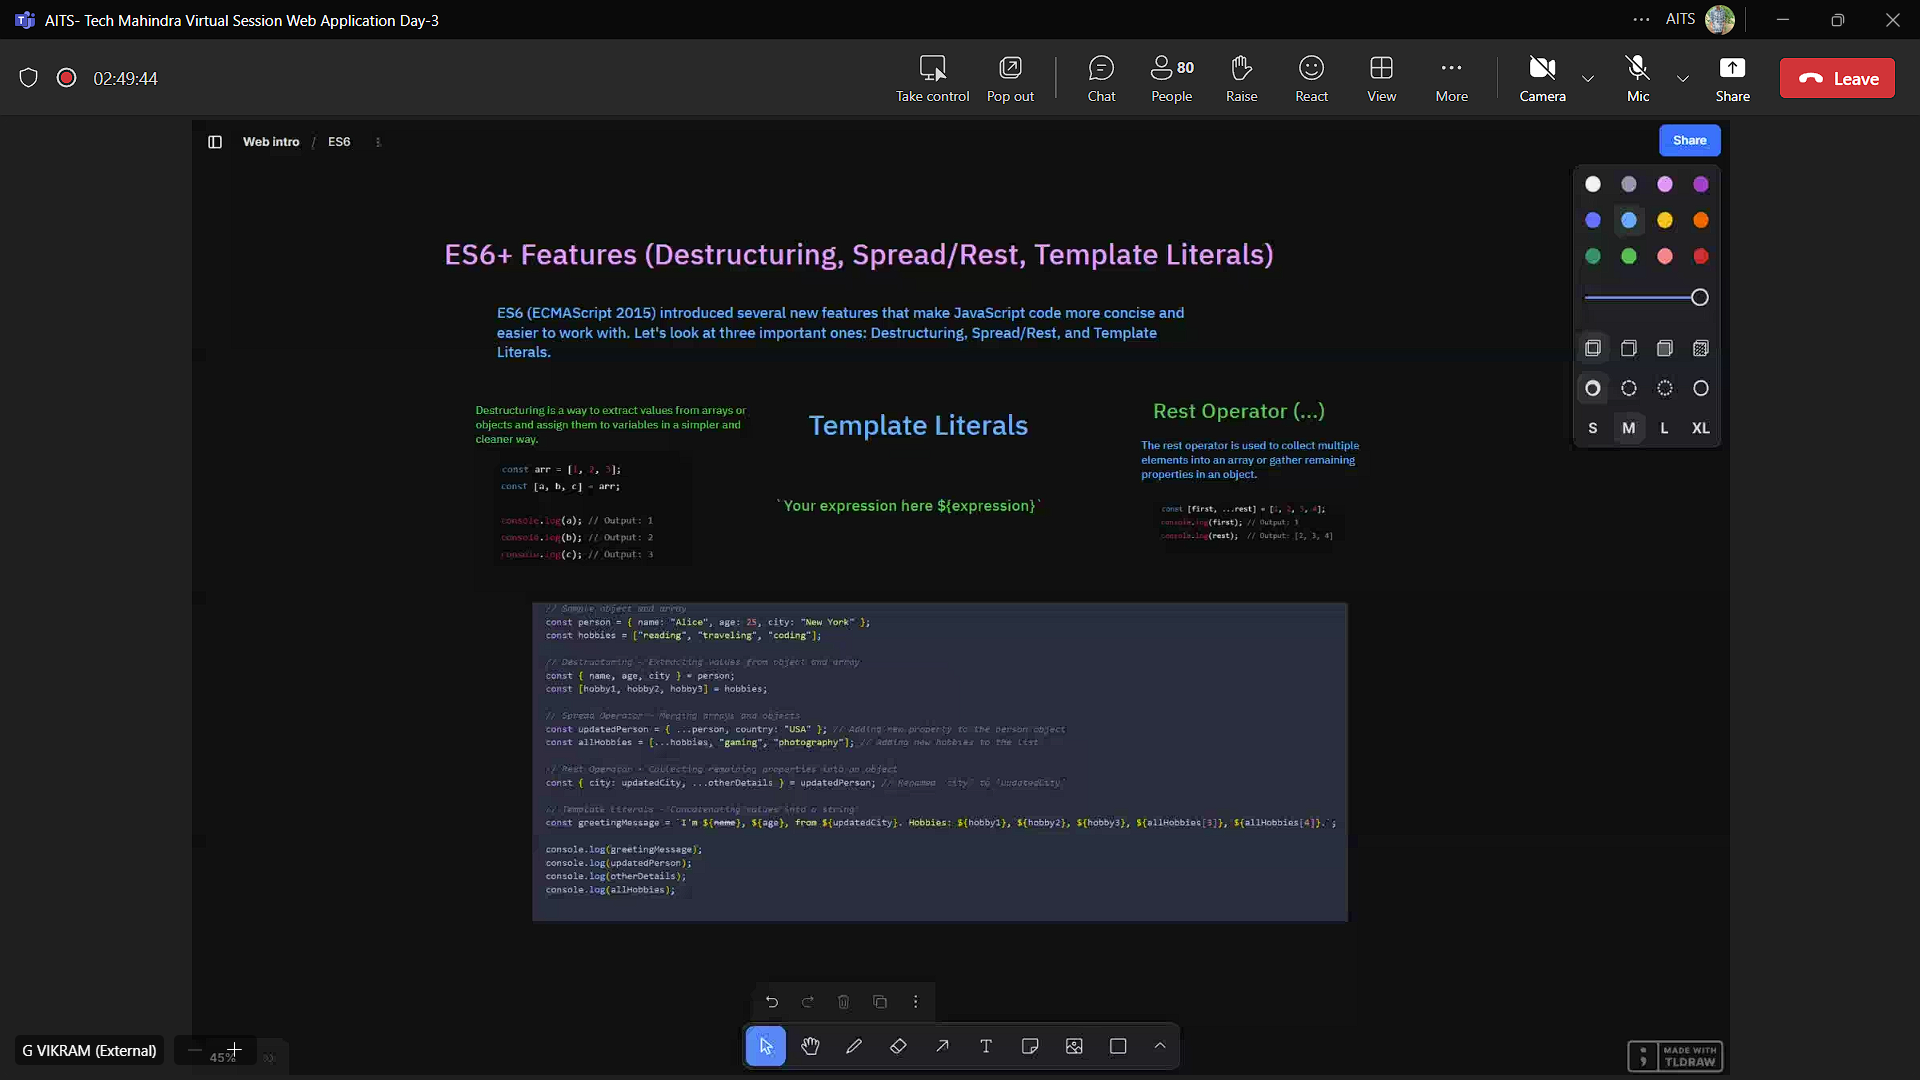 AITS- Tech Mahindra Virtual Session Web Application Day-3
AITS
02:49:44
Take control
Pop out
Chat
80
People
Raise
React
View
More
Camera
Mic
Share
Leave
Web intro / ES6
Share
ES6+ Features (Destructuring, Spread/Rest, Template Literals)
ES6 (ECMAScript 2015) introduced several new features that make JavaScript code more concise and
easier to work with. Let's look at three important ones: Destructuring, Spread/Rest, and Template
Literals.
Destructuring is a way to extract values from arrays or
objects and assign them to variables in a simpler and
cleaner way.
const arr = [1, 2, 3];
const [a, b, c] = arr;
console.log(a); // Output: 1
console.log(b); // Output: 2
console.log(c); // Output: 3
Template Literals
`Your expression here ${expression}`
Rest Operator (...)
The rest operator is used to collect multiple
elements into an array or gather remaining
properties in an object.
const [first, ...rest] = [1, 2, 3, 4];
console.log(first); // Output: 1
console.log(rest); // Output: [2, 3, 4]
// Sample object and array
const person = { name: "Alice", age: 25, city: "New York" };
const hobbies = ["reading", "traveling", "coding"];
// Destructuring - Extracting values from object and array
const { name, age, city } = person;
const [hobby1, hobby2, hobby3] = hobbies;
// Spread Operator - Merging arrays and objects
const updatedPerson = { ...person, country: "USA" }; // Adding new property to the person object
const allHobbies = [...hobbies, "gaming", "photography"]; // Adding new hobbies to the list
// Rest Operator - Collecting remaining properties into an object
const { city: updatedCity, ...otherDetails } = updatedPerson; // Renamed 'city' to 'updatedCity'
// Template Literals - Concatenating values into a string
const greetingMessage = `I'm ${name}, ${age}, from ${updatedCity}. Hobbies: ${hobby1}, ${hobby2}, ${hobby3}, ${allHobbies[3]}, ${allHobbies[4]}.`;
console.log(greetingMessage);
console.log(updatedPerson);
console.log(otherDetails);
console.log(allHobbies);
S M L XL
G VIKRAM (External)
45%
MADE WITH
TLDRAW